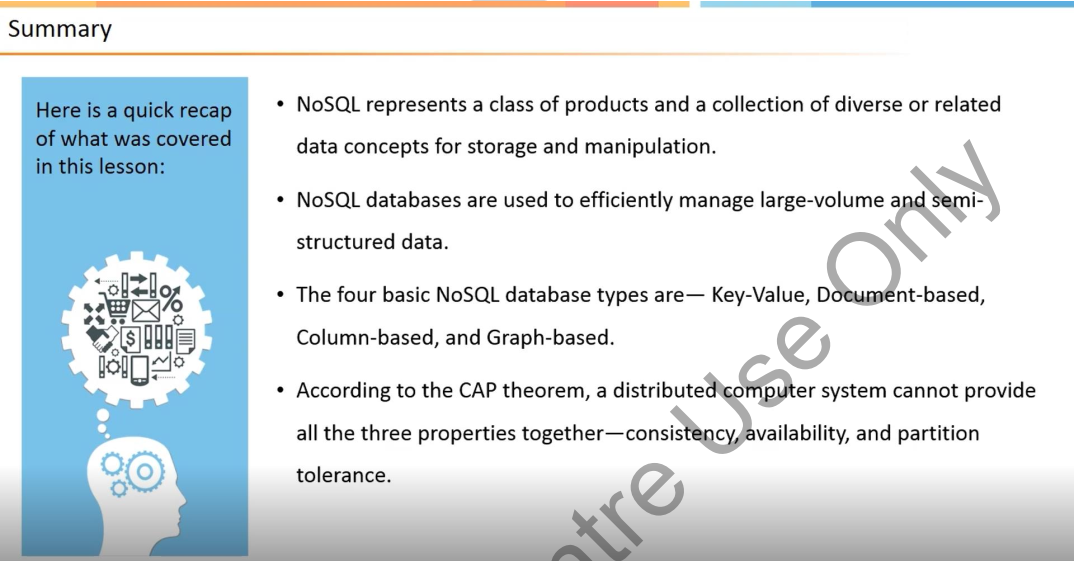 Summary
Here is a quick recap
of what was covered
in this lesson:
• NoSQL represents a class of products and a collection of diverse or related
data concepts for storage and manipulation.
• NoSQL databases are used to efficiently manage large-volume and semi-
structured data.
• The four basic NoSQL database types are— Key-Value, Document-based,
Column-based, and Graph-based.
• According to the CAP theorem, a distributed computer system cannot provide
all the three properties together—consistency, availability, and partition
tolerance.
Use Only